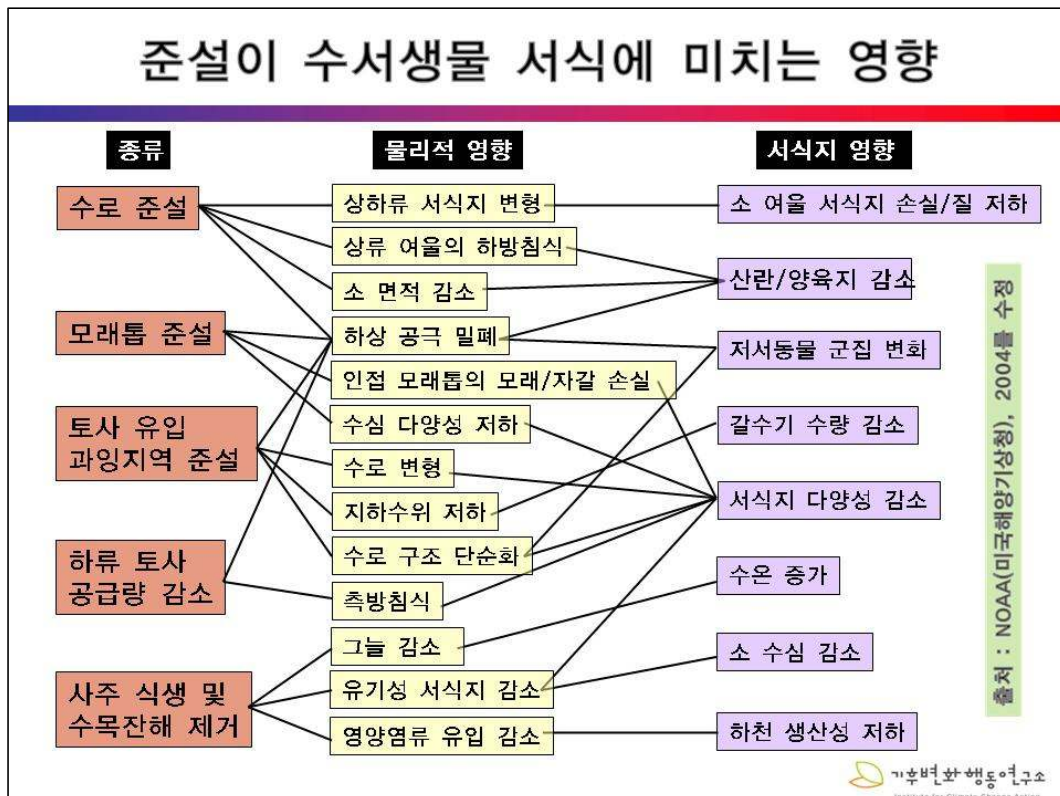 준설이 수서생물 서식에 미치는 영향
종류
물리적 영향
서식지 영향
수로 준설
모래톱 준설
토사 유입
과잉지역 준설
하류 토사
공급량 감소
사주 식생 및
수목잔해 제거
상하류 서식지 변형
상류 여울의 하방침식
소 면적 감소
하상 공극 밀폐
인접 모래톱의 모래/자갈 손실
수심 다양성 저하
수로 변형
지하수위 저하
수로 구조 단순화
측방침식
그늘 감소
유기성 서식지 감소
영양염류 유입 감소
소 여울 서식지 손실/질 저하
산란/양육지 감소
저서동물 군집 변화
갈수기 수량 감소
서식지 다양성 감소
수온 증가
소 수심 감소
하천 생산성 저하
출처 : NOAA(미국해양기상청), 2004를 수정
기후변화행동연구소
Institute for Climate Change Action